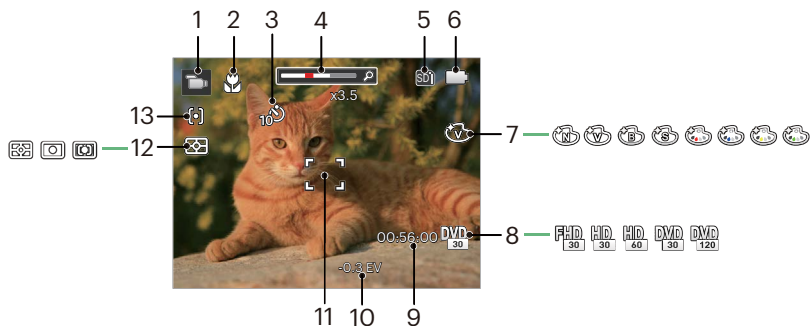 1 2 3 4 5 6
SD
x3.5
13
10
V
7
N V B S
12
11
00:56:00
DVD 30
8
FHD 30 HD 30 HD 60 DVD 30 DVD 120
-0.3 EV
10
9